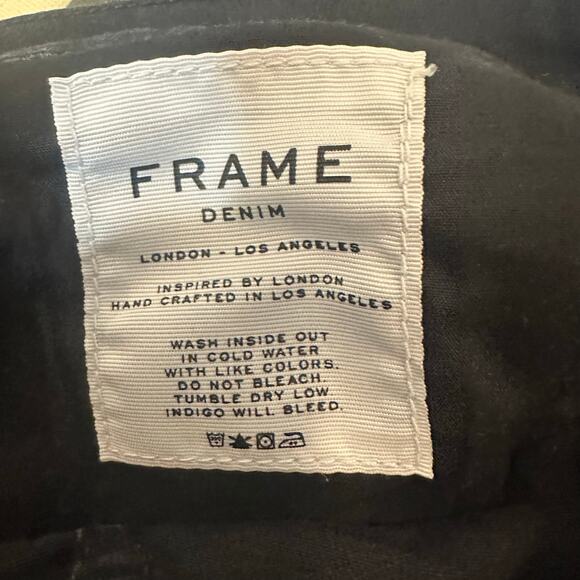 FRAME
DENIM
LONDON - LOS ANGELES
INSPIRED BY LONDON
HAND CRAFTED IN LOS ANGELES
WASH INSIDE OUT
IN COLD WATER
WITH LIKE COLORS.
DO NOT BLEACH.
TUMBLE DRY LOW
INDIGO WILL BLEED.